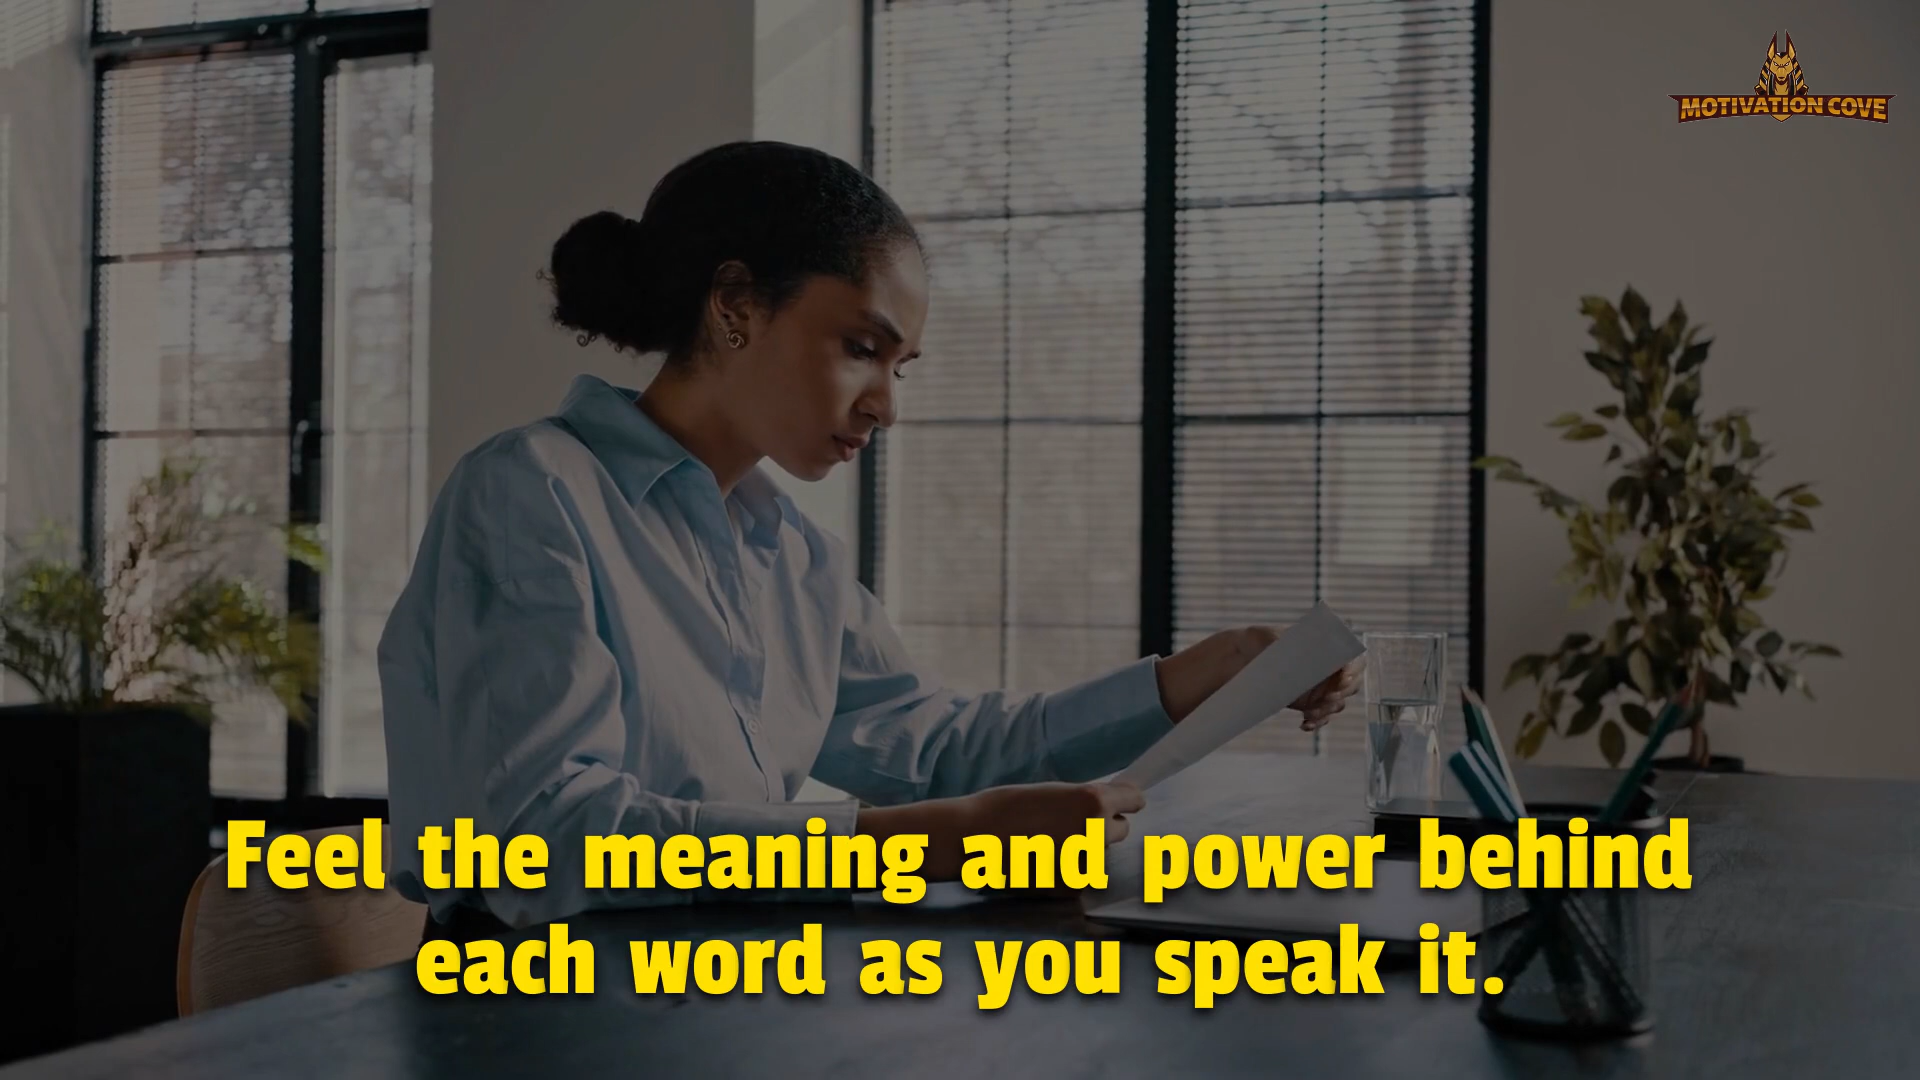 MOTIVATION COVE
Feel the meaning and power behind
each word as you speak it.